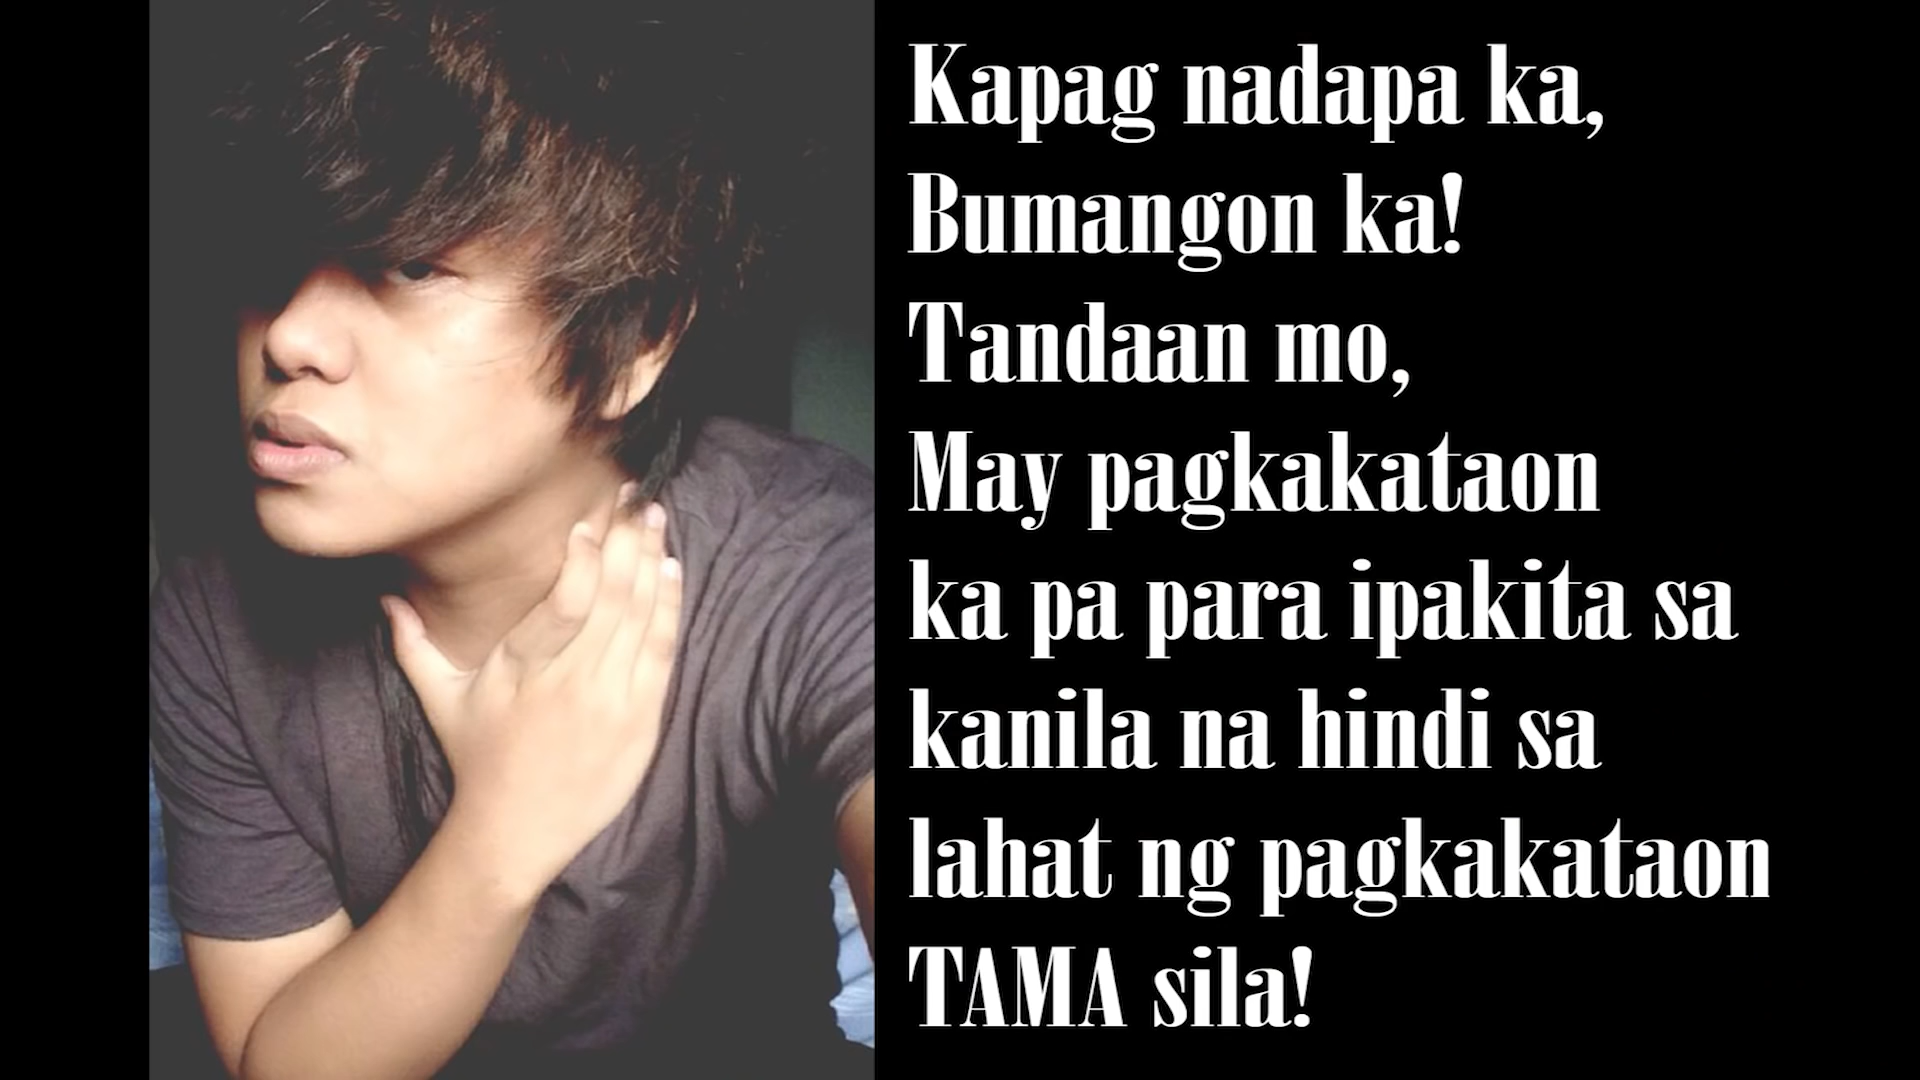 Kapag nadapa ka,
Bumangon ka!
Tandaan mo,
May pagkakataon
ka pa para ipakita sa
kanila na hindi sa
lahat ng pagkakataon
TAMA sila!